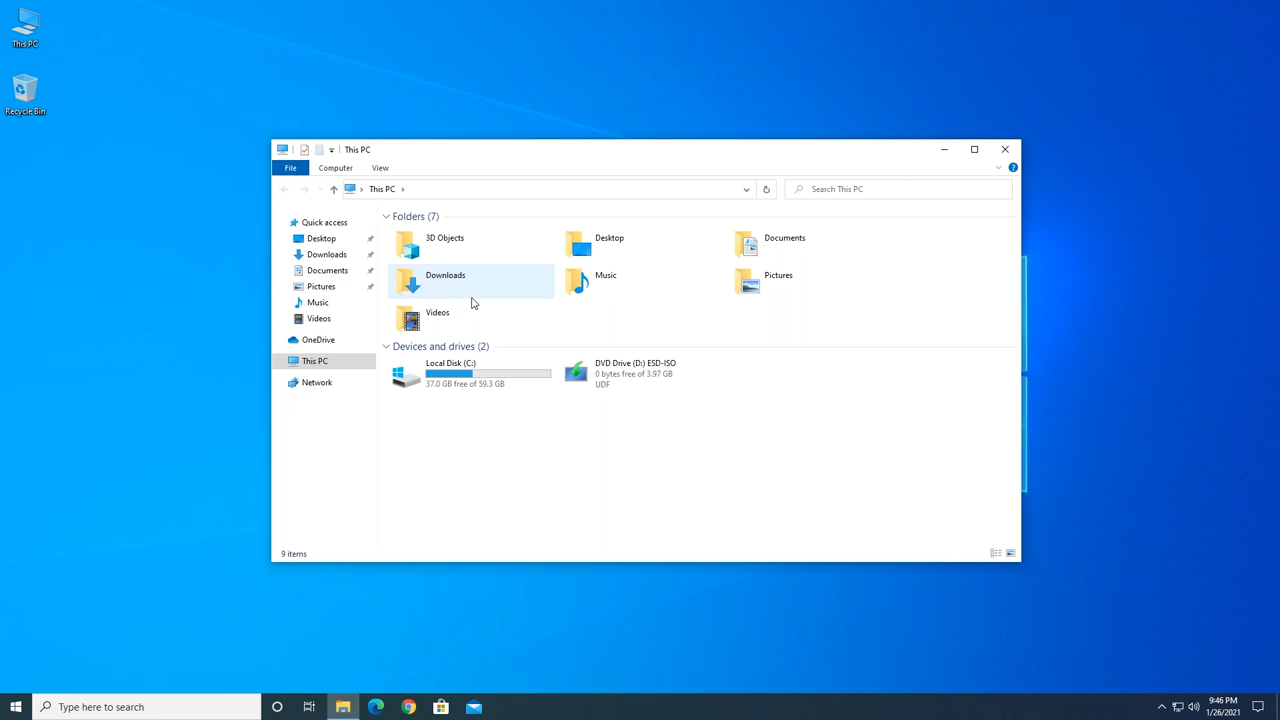 This PC
Recycle Bin
This PC
File Computer View
This PC
Search This PC
Quick access
Desktop
Downloads
Documents
Pictures
Music
Videos
OneDrive
This PC
Network
Folders (7)
3D Objects
Desktop
Documents
Downloads
Music
Pictures
Videos
Devices and drives (2)
Local Disk (C:)
37.0 GB free of 59.3 GB
DVD Drive (D:) ESD-ISO
0 bytes free of 3.97 GB
UDF
9 items
Type here to search
9:46 PM
1/26/2021